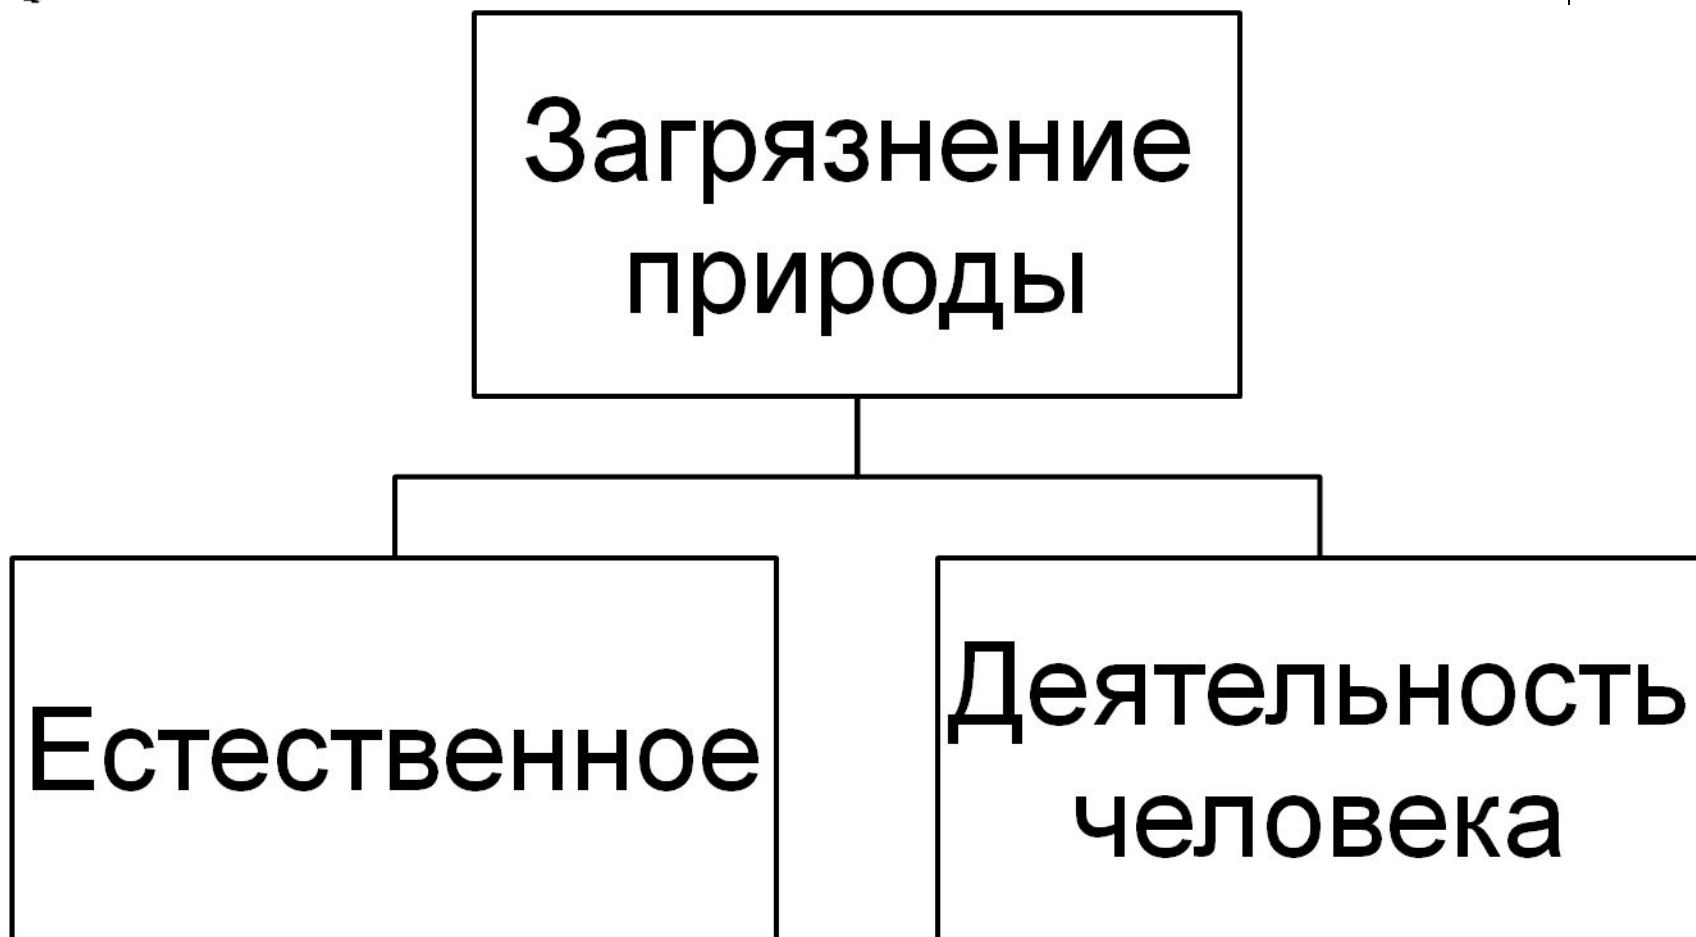 Загрязнение
природы
Естественное
Деятельность
человека